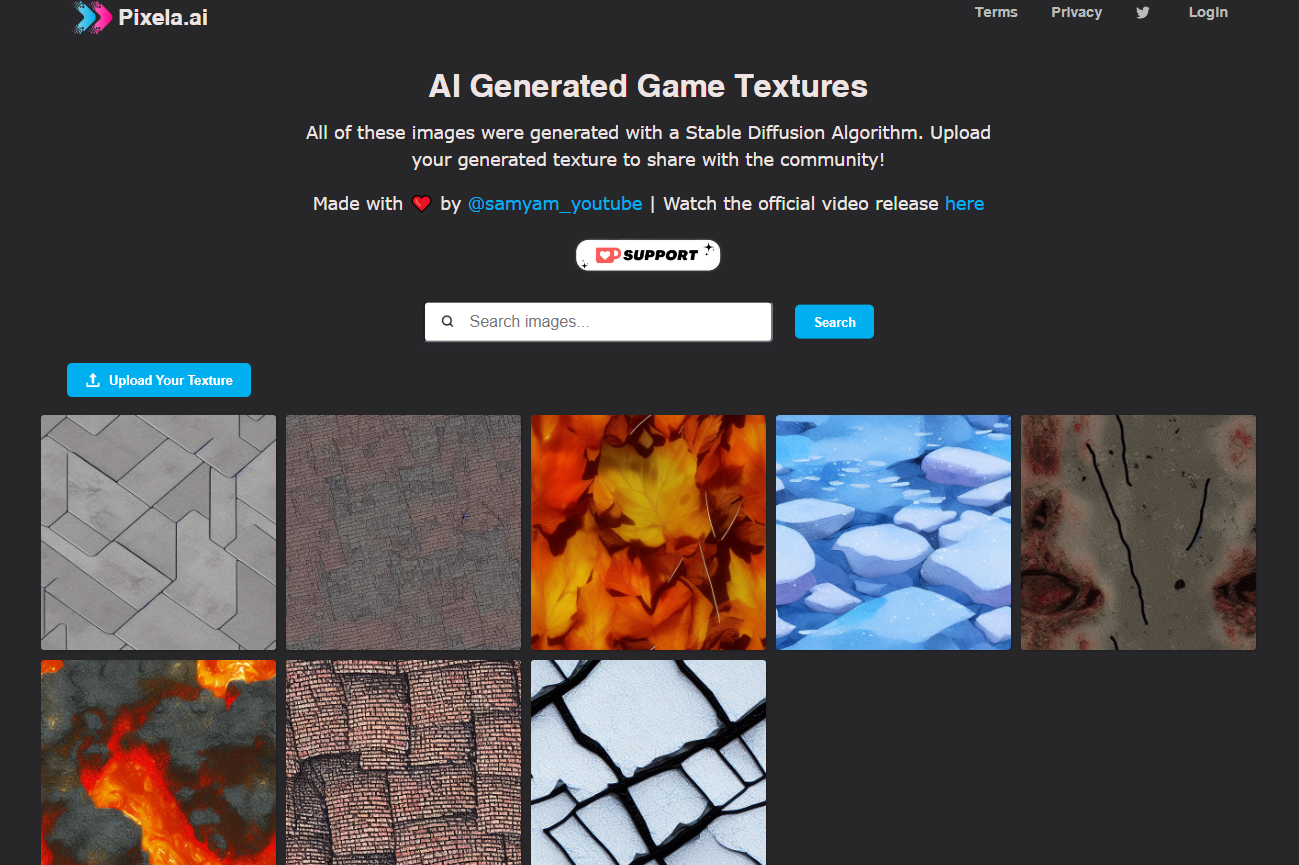 Pixela.ai
Terms Privacy Login
AI Generated Game Textures
All of these images were generated with a Stable Diffusion Algorithm. Upload
your generated texture to share with the community!
Made with ❤️ by @samyam_youtube | Watch the official video release here
SUPPORT
Search images...
Search
Upload Your Texture